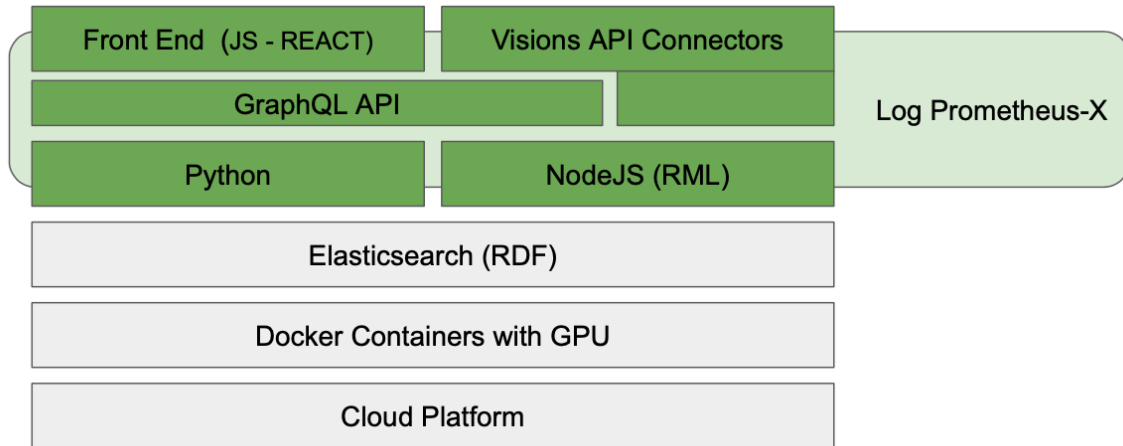 Front End (JS - REACT)
Visions API Connectors
GraphQL API
Log Prometheus-X
Python
NodeJS (RML)
Elasticsearch (RDF)
Docker Containers with GPU
Cloud Platform